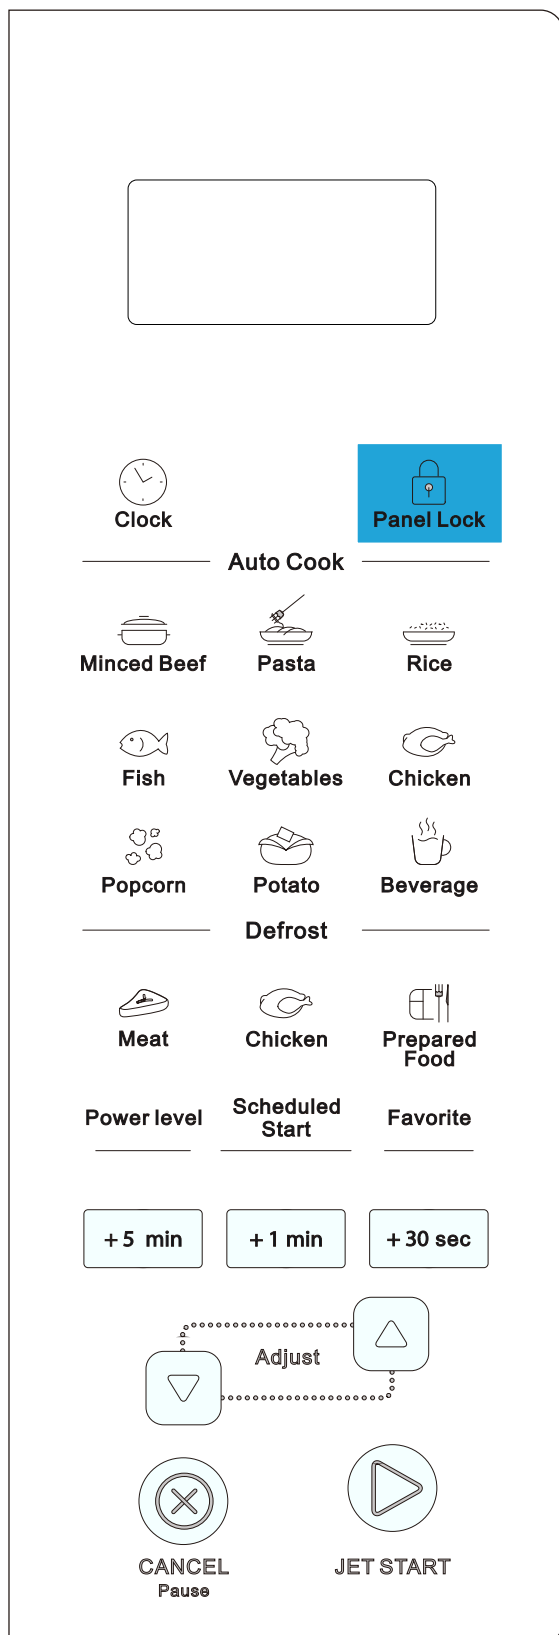 Clock
Panel Lock
Auto Cook
Minced Beef
Pasta
Rice
Fish
Vegetables
Chicken
Popcorn
Potato
Beverage
Defrost
Meat
Chicken
Prepared
Food
Power level
Scheduled
Start
Favorite
+ 5 min
+ 1 min
+ 30 sec
Adjust
CANCEL
Pause
JET START